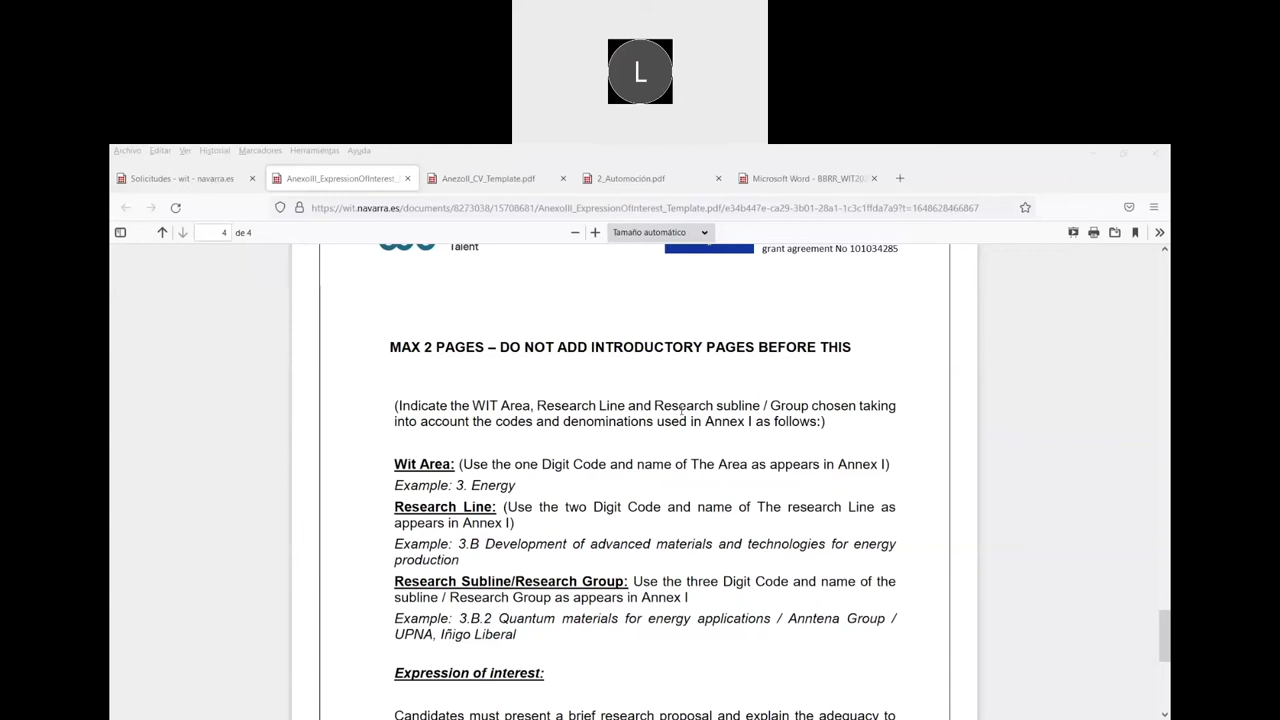 L
Archivo Editar Ver Historial Marcadores Herramientas Ayuda
Solicitudes - wit - navarra.es
AnexoIII_ExpressionOfInterest_
AnezoII_CV_Template.pdf
2_Automoción.pdf
Microsoft Word - BBRR_WIT20
https://wit.navarra.es/documents/8273038/15708681/AnexoIII_ExpressionOfInterest_Template.pdf/e34b447e-ca29-3b01-28a1-1c3c1ffda7a9?t=1648628466867
4 de 4
Tamaño automático
Talent
grant agreement No 101034285
MAX 2 PAGES – DO NOT ADD INTRODUCTORY PAGES BEFORE THIS
(Indicate the WIT Area, Research Line and Research subline / Group chosen taking
into account the codes and denominations used in Annex I as follows:)
Wit Area: (Use the one Digit Code and name of The Area as appears in Annex I)
Example: 3. Energy
Research Line: (Use the two Digit Code and name of The research Line as
appears in Annex I)
Example: 3.B Development of advanced materials and technologies for energy
production
Research Subline/Research Group: Use the three Digit Code and name of the
subline / Research Group as appears in Annex I
Example: 3.B.2 Quantum materials for energy applications / Anntena Group /
UPNA, Iñigo Liberal
Expression of interest:
Candidates must present a brief research proposal and explain the adequacy to